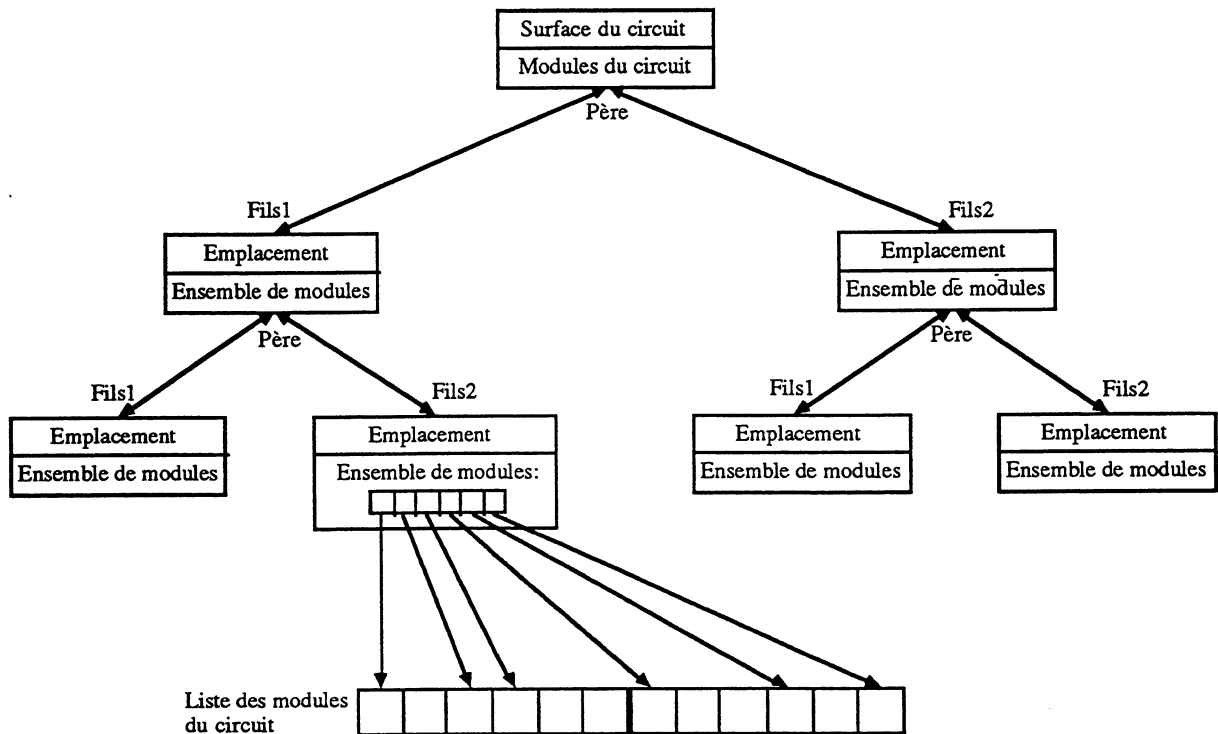 Surface du circuit
Modules du circuit
Père
Fils1
Fils2
Emplacement
Ensemble de modules
Emplacement
Ensemble de modules
Père
Père
Fils1
Fils2
Fils1
Fils2
Emplacement
Ensemble de modules
Emplacement
Ensemble de modules:
Emplacement
Ensemble de modules
Emplacement
Ensemble de modules
Liste des modules
du circuit